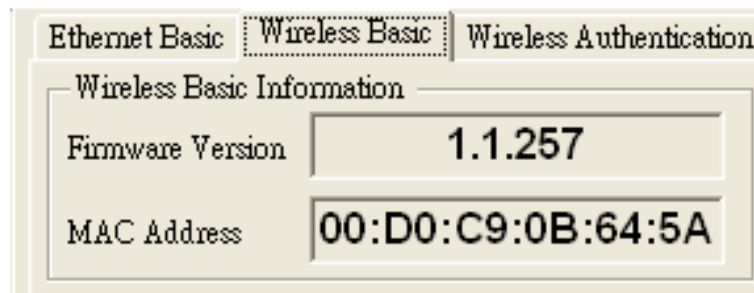 Ethernet Basic Wireless Basic Wireless Authentication
Wireless Basic Information
Firmware Version 1.1.257
MAC Address 00:D0:C9:0B:64:5A